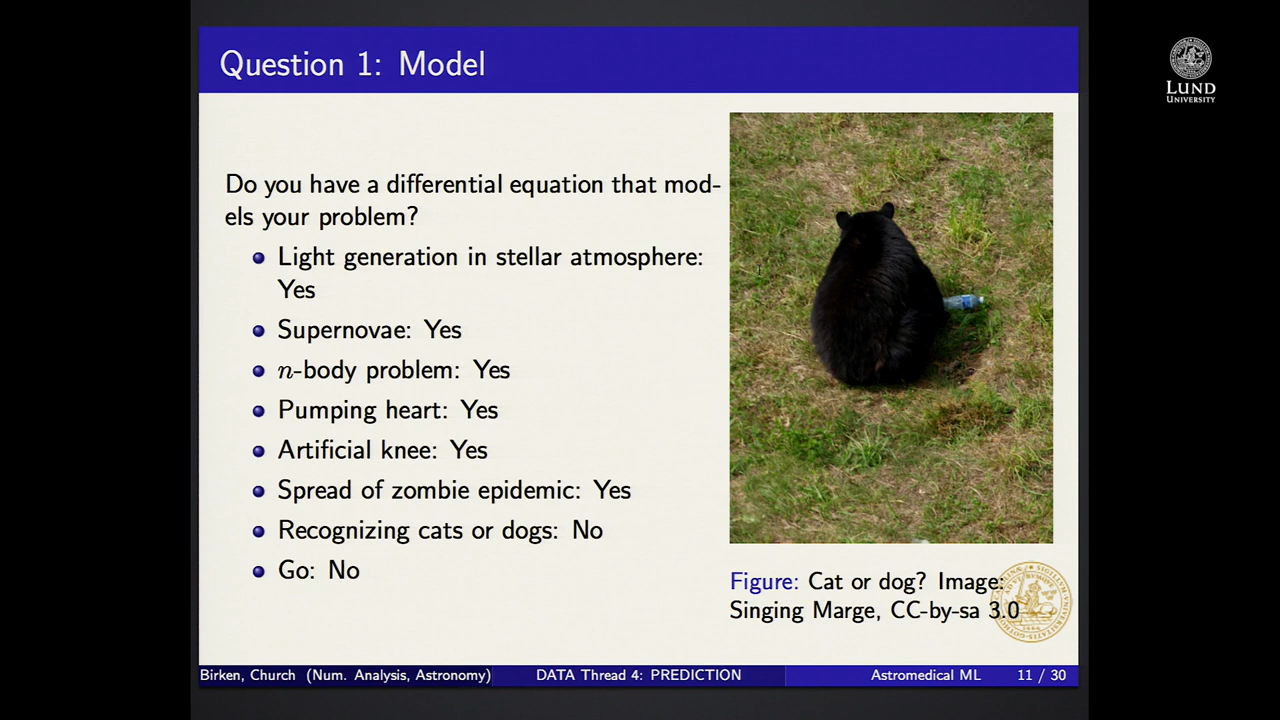 Question 1: Model
LUND
UNIVERSITY
Do you have a differential equation that mod-
els your problem?
Light generation in stellar atmosphere:
Yes
Supernovae: Yes
n-body problem: Yes
Pumping heart: Yes
Artificial knee: Yes
Spread of zombie epidemic: Yes
Recognizing cats or dogs: No
Go: No
Figure: Cat or dog? Image:
Singing Marge, CC-by-sa 3.0
Birken, Church (Num. Analysis, Astronomy) DATA Thread 4: PREDICTION Astromedical ML 11 / 30